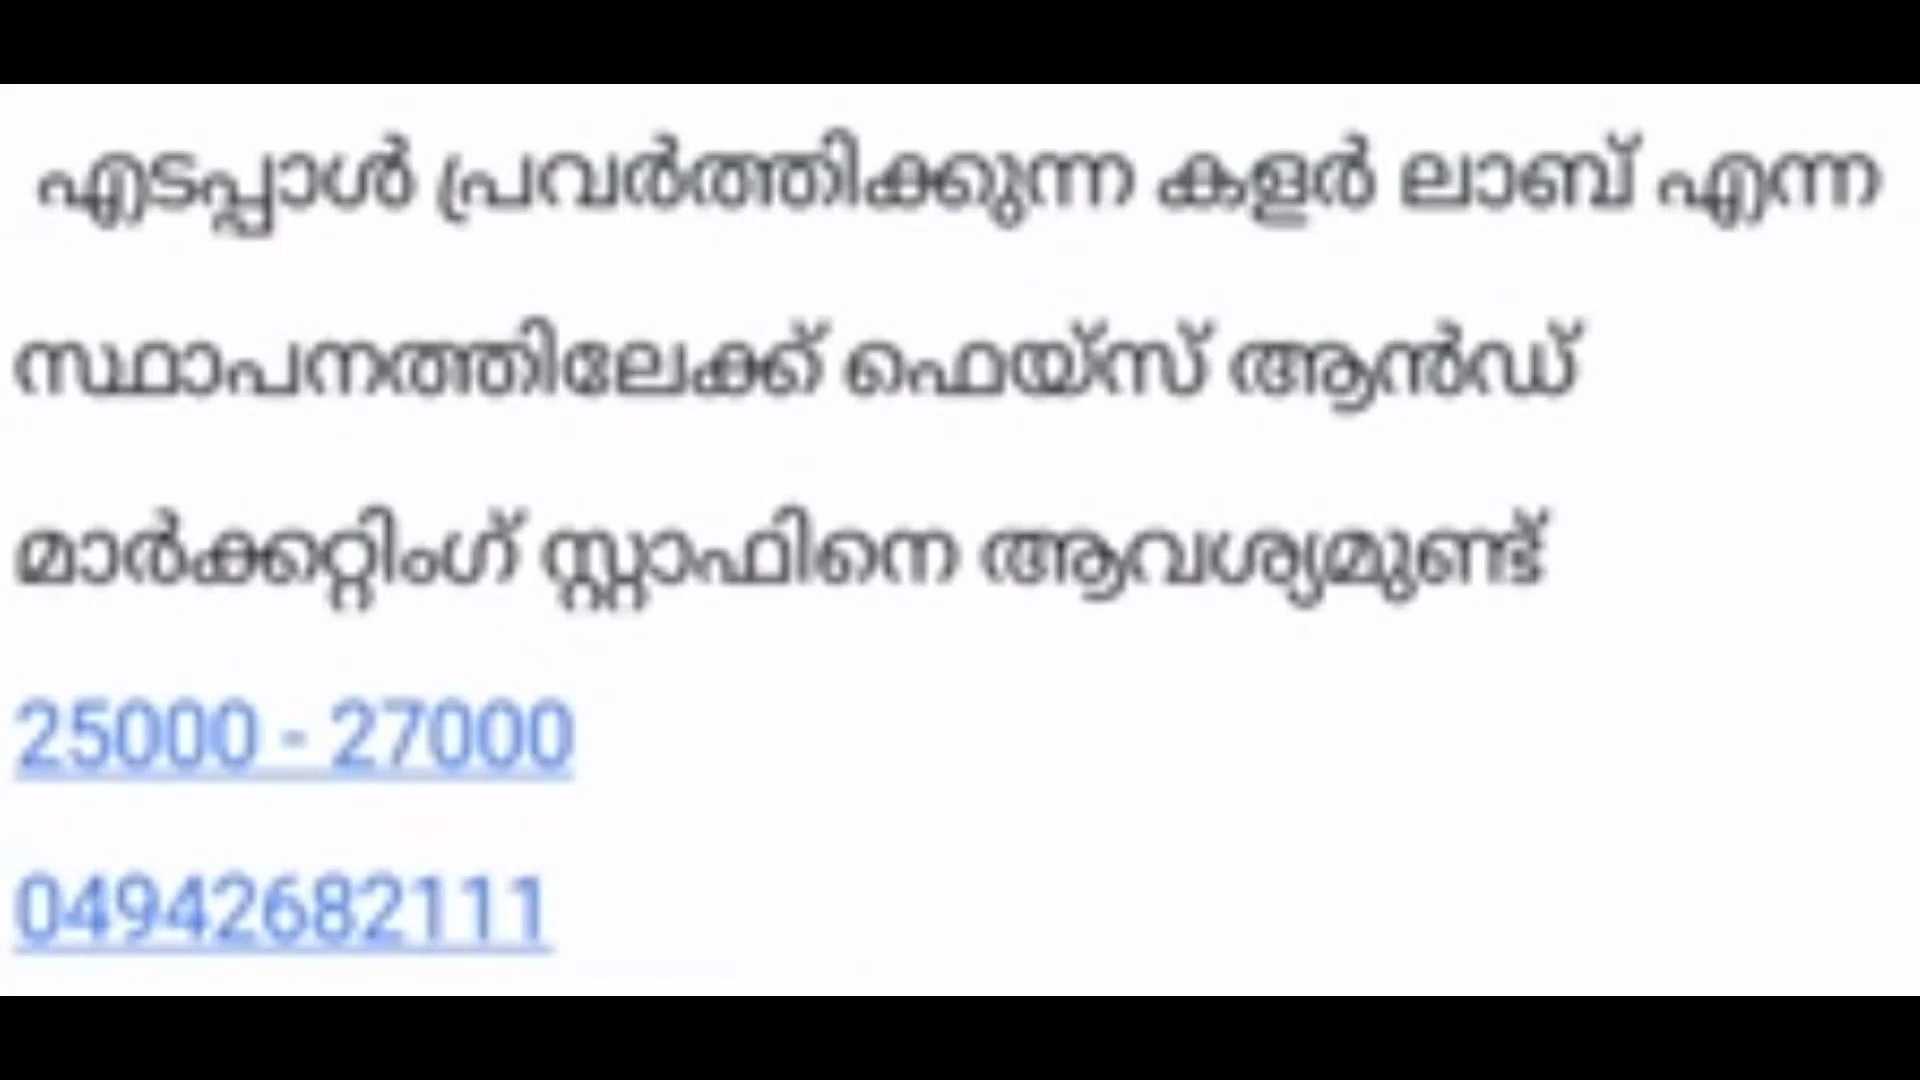 എടപ്പാൾ പ്രവർത്തിക്കുന്ന കളർ ലാബ് എന്ന
സ്ഥാപനത്തിലേക്ക് ഫെയ്സ് ആൻഡ്
മാർക്കറ്റിംഗ് സ്റ്റാഫിനെ ആവശ്യമുണ്ട്
25000 - 27000
04942682111